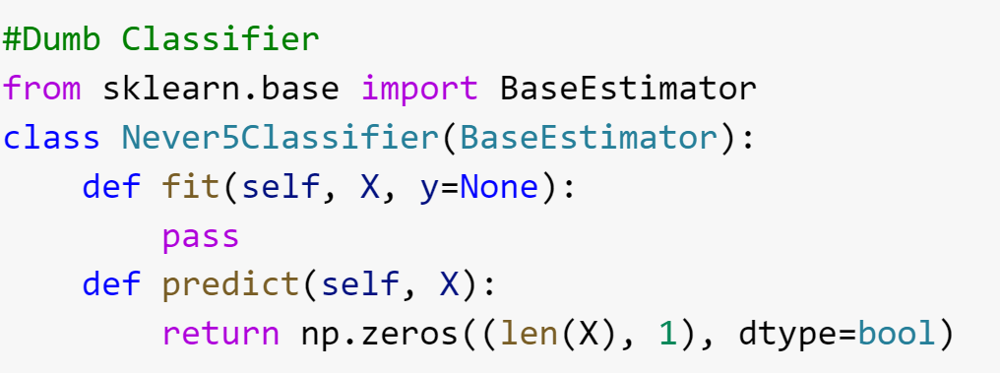 #Dumb Classifier
from sklearn.base import BaseEstimator
class Never5Classifier(BaseEstimator):
    def fit(self, X, y=None):
        pass
    def predict(self, X):
        return np.zeros((len(X), 1), dtype=bool)